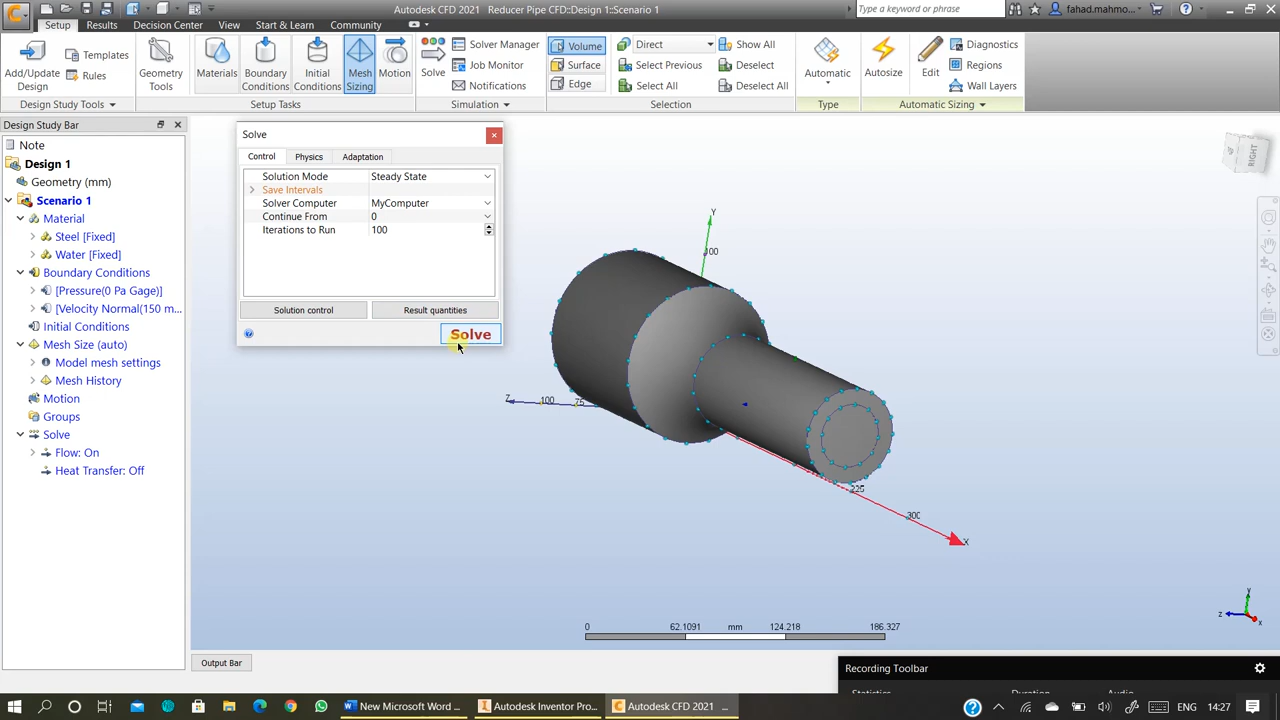 Autodesk CFD 2021  Reducer Pipe CFD::Design 1::Scenario 1
Type a keyword or phrase
fahad.mahmo...
Setup Results Decision Center View Start & Learn Community
Add/Update Design
Templates
Rules
Geometry Tools
Materials
Boundary Conditions
Initial Conditions
Mesh Sizing
Motion
Solve
Solver Manager
Job Monitor
Notifications
Volume
Surface
Edge
Direct
Select Previous
Select All
Show All
Deselect
Deselect All
Automatic
Autosize
Edit
Diagnostics
Regions
Wall Layers
Design Study Tools Setup Tasks Simulation Selection Type Automatic Sizing
Design Study Bar
Note
Design 1
Geometry (mm)
Scenario 1
Material
Steel [Fixed]
Water [Fixed]
Boundary Conditions
[Pressure(0 Pa Gage)]
[Velocity Normal(150 m...
Initial Conditions
Mesh Size (auto)
Model mesh settings
Mesh History
Motion
Groups
Solve
Flow: On
Heat Transfer: Off
Solve
Control Physics Adaptation
Solution Mode Steady State
Save Intervals
Solver Computer MyComputer
Continue From 0
Iterations to Run 100
Solution control Result quantities
Solve
RIGHT
Y
100
Z
100
75
225
300
X
0 62.1091 mm 124.218 186.327
Y
Z
X
Output Bar
Recording Toolbar
Statistics Duration Audio
New Microsoft Word ...
Autodesk Inventor Pro...
Autodesk CFD 2021 ...
ENG 14:27